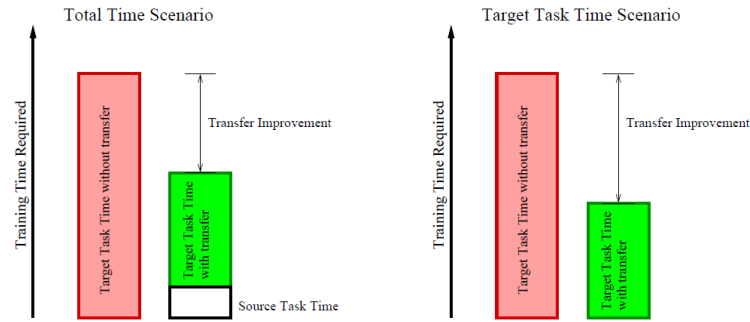 Total Time Scenario
Training Time Required
Target Task Time without transfer
Target Task Time
with transfer
Transfer Improvement
Source Task Time
Target Task Time Scenario
Training Time Required
Target Task Time without transfer
Target Task Time
with transfer
Transfer Improvement